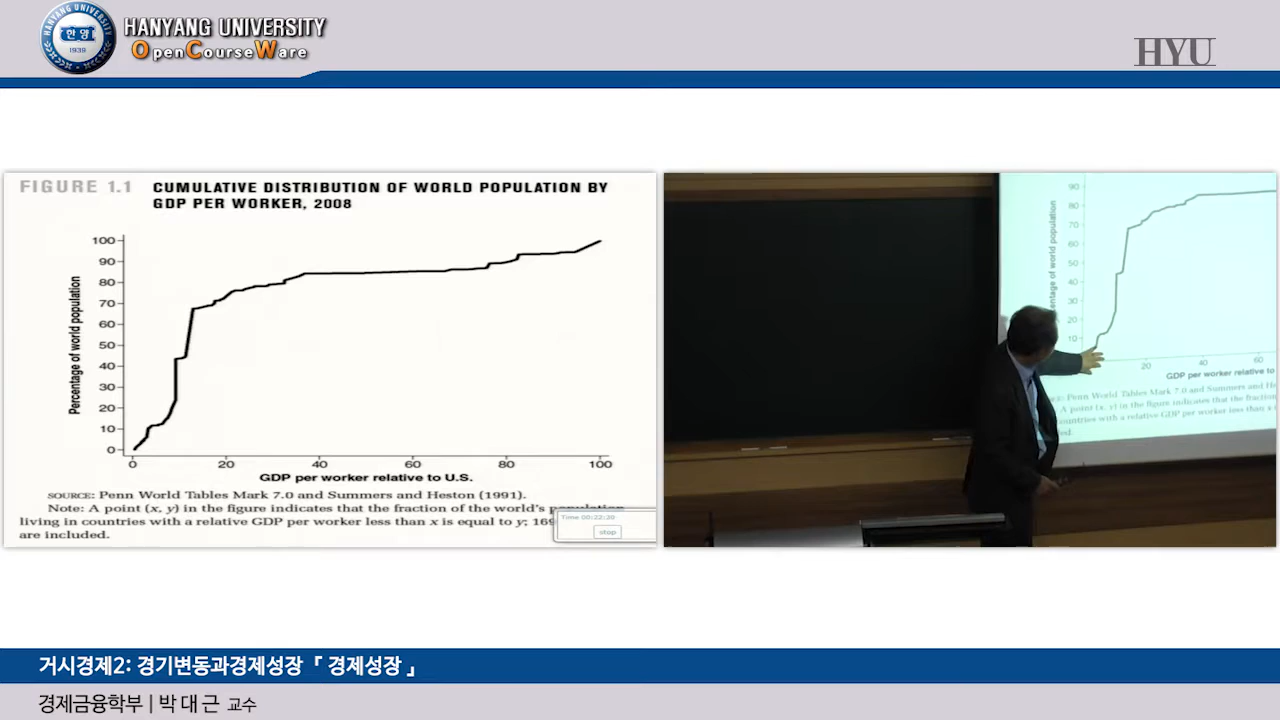 HANYANG UNIVERSITY
OpenCourseWare
한양
1939
HYU
FIGURE 1.1 CUMULATIVE DISTRIBUTION OF WORLD POPULATION BY
GDP PER WORKER, 2008
Percentage of world population
100
90
80
70
60
50
40
30
20
10
0
0 20 40 60 80 100
GDP per worker relative to U.S.
SOURCE: Penn World Tables Mark 7.0 and Summers and Heston (1991).
Note: A point (x, y) in the figure indicates that the fraction of the world's population
living in countries with a relative GDP per worker less than x is equal to y; 169
are included.
Time 00:22:20
stop
90
80
70
60
50
40
30
20
10
20 40 60
of world population
GDP per worker relative to
Penn World Tables Mark 7.0 and Summers and He
A point (x, y) in the figure indicates that the fraction
countries with a relative GDP per worker less than x
거시경제2: 경기변동과경제성장 「 경제성장 」
경제금융학부 | 박 대 근 교수